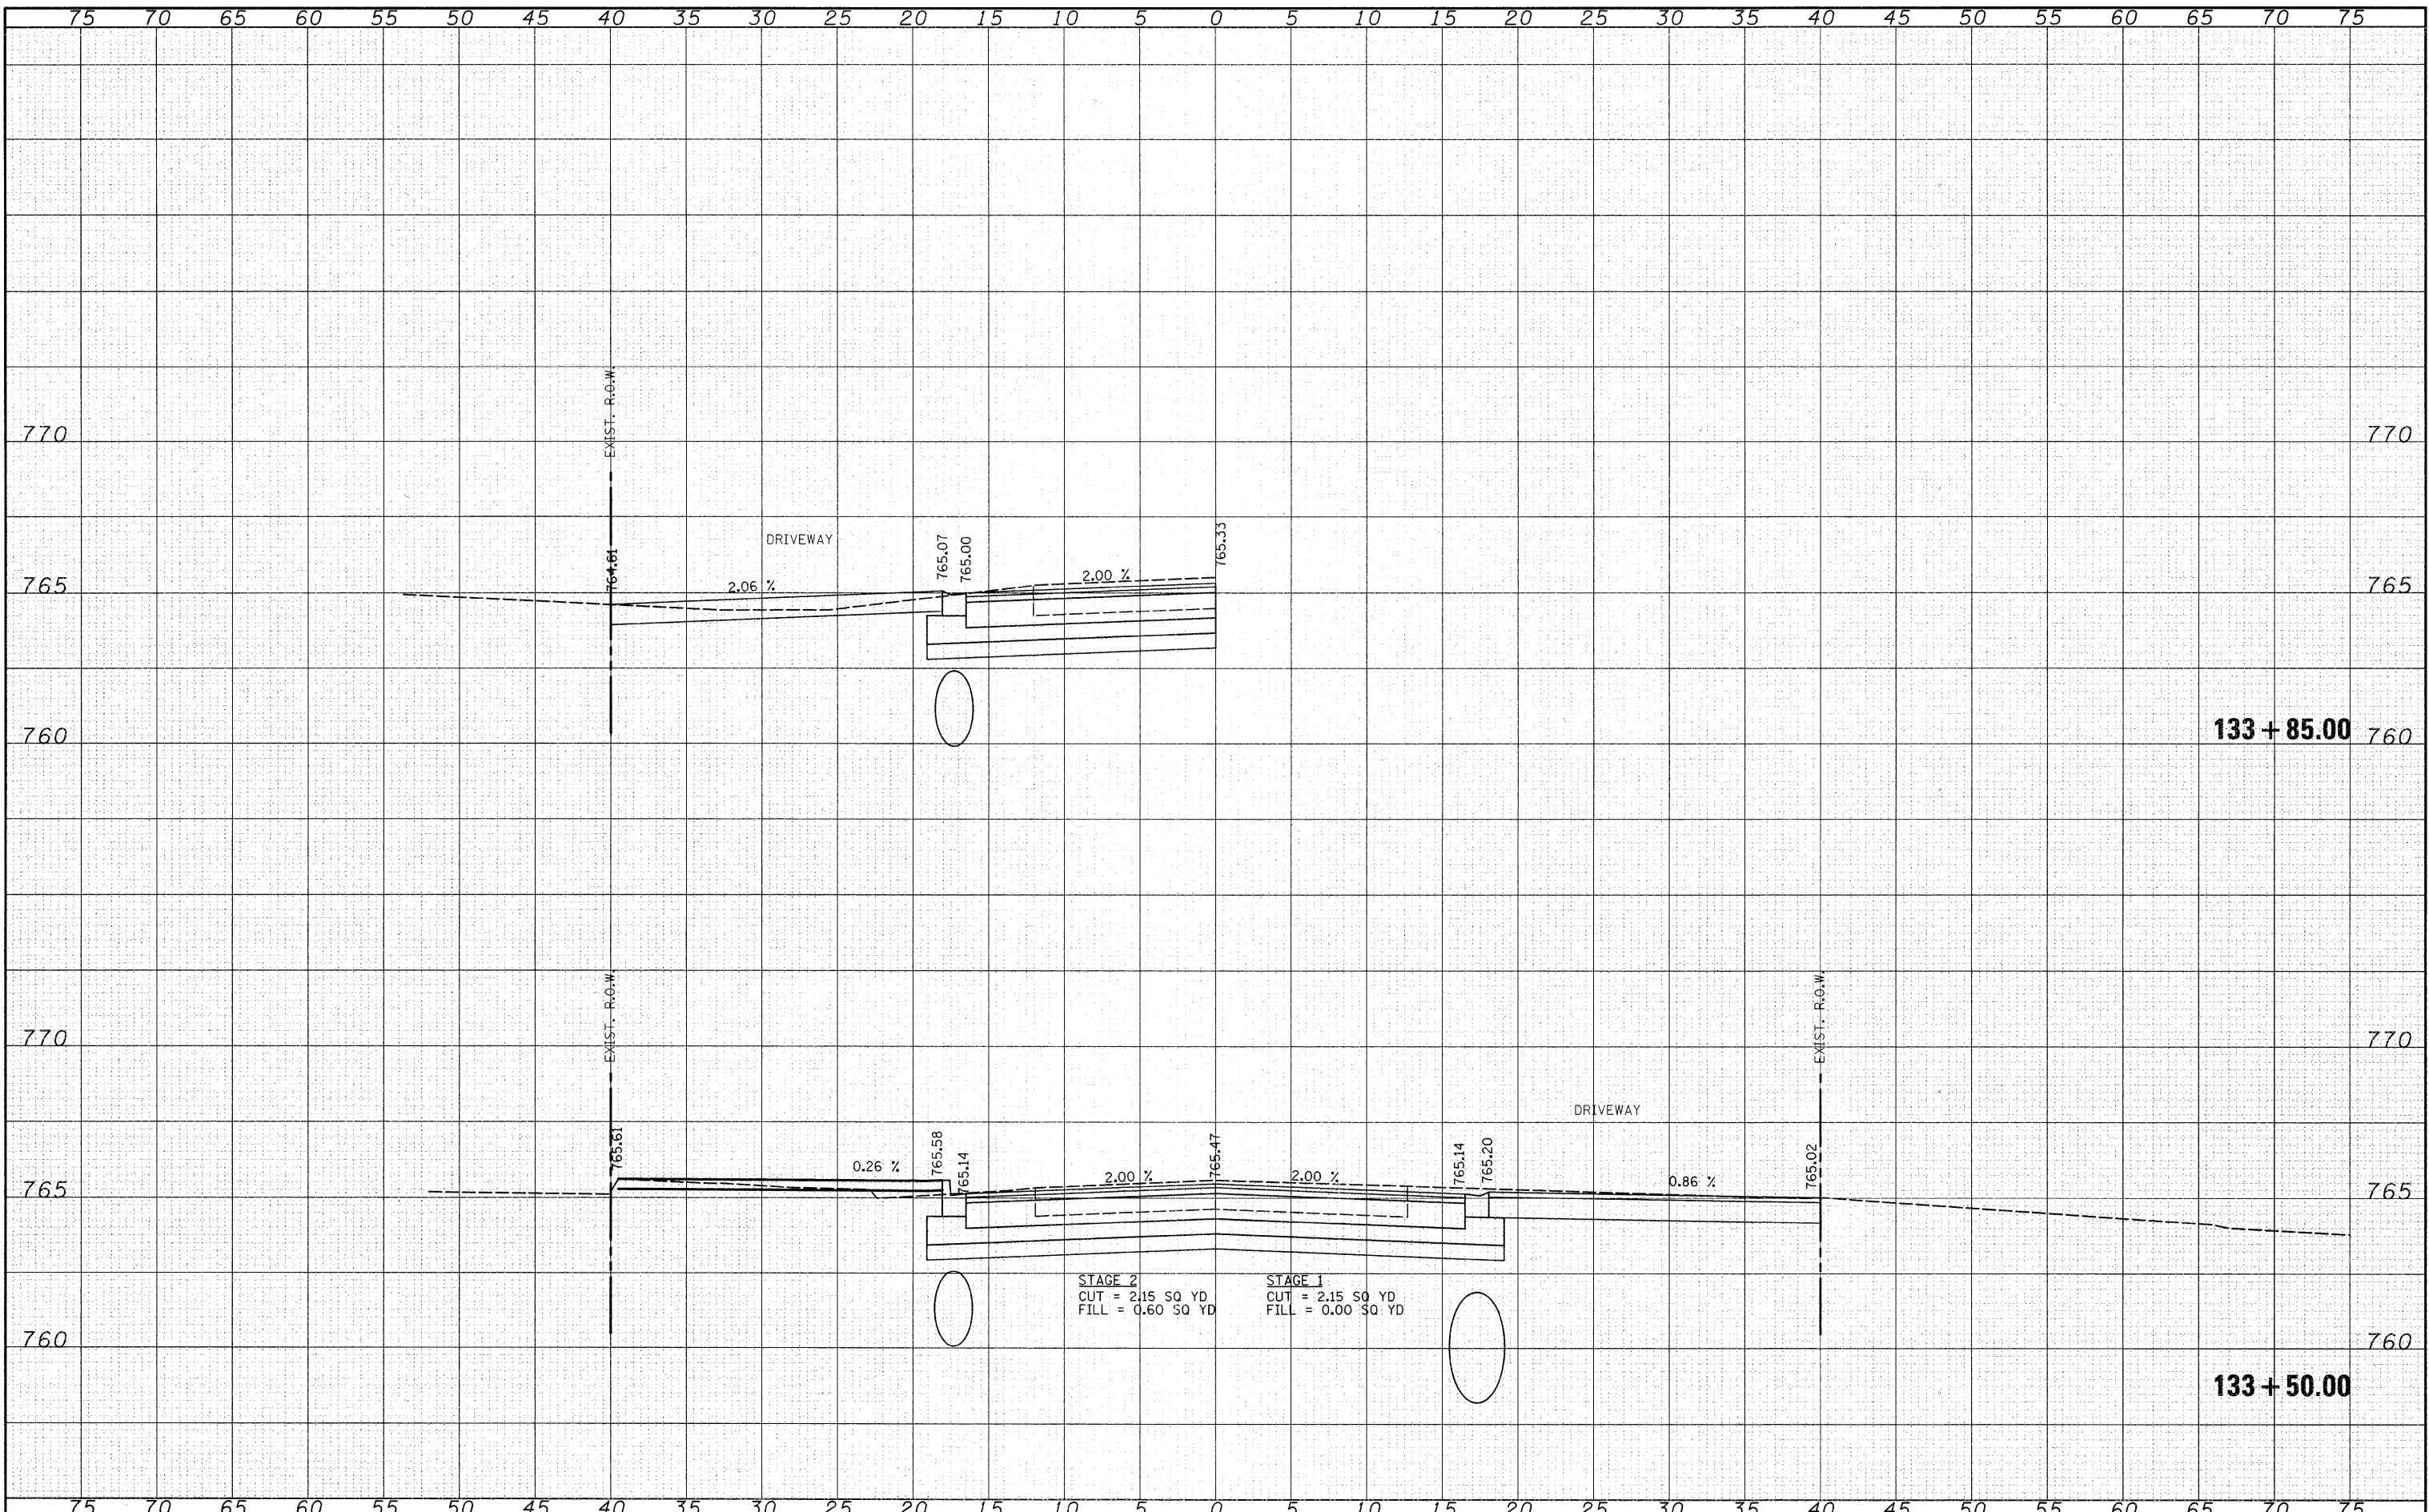 75 70 65 60 55 50 45 40 35 30 25 20 15 10 5 0 5 10 15 20 25 30 35 40 45 50 55 60 65 70 75
EXIST. R.O.W.
770 770
DRIVEWAY
764.61
765.07
765.00
765.33
2.06 %
2.00 %
765 765
133 + 85.00
760 760
EXIST. R.O.W.
EXIST. R.O.W.
770 770
DRIVEWAY
765.61
765.58
765.14
765.47
765.14
765.20
765.02
0.26 %
2.00 %
2.00 %
0.86 %
765 765
STAGE 2
CUT = 2.15 SQ YD
FILL = 0.60 SQ YD
STAGE 1
CUT = 2.15 SQ YD
FILL = 0.00 SQ YD
760 760
133 + 50.00
75 70 65 60 55 50 45 40 35 30 25 20 15 10 5 0 5 10 15 20 25 30 35 40 45 50 55 60 65 70 75